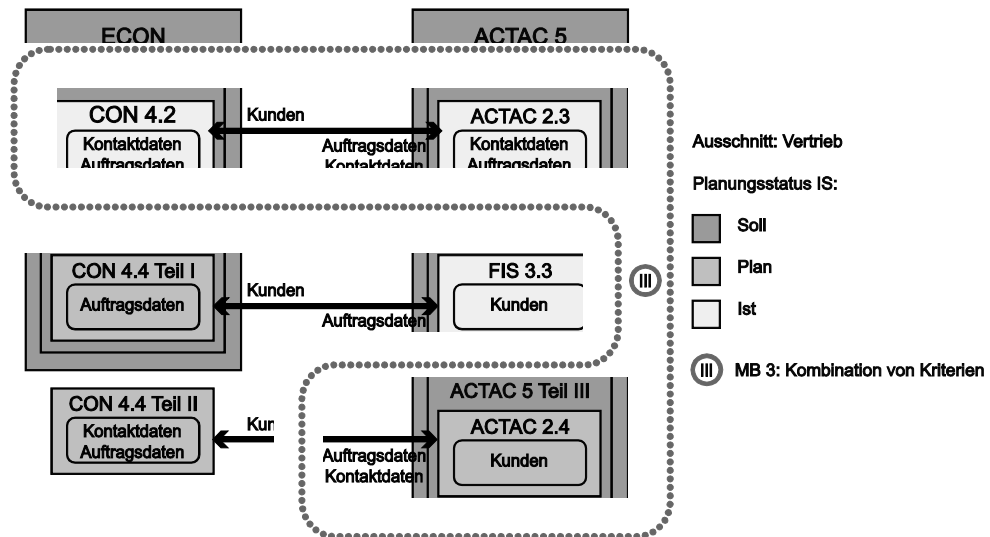 ECON
ACTAC 5
CON 4.2
Kunden
ACTAC 2.3
Kontaktdaten
Auftragsdaten
Auftragsdaten
Kontaktdaten
Kontaktdaten
Auftragsdaten
Ausschnitt: Vertrieb
Planungsstatus IS:
Soll
Plan
Ist
III
MB 3: Kombination von Kriterien
III
CON 4.4 Teil I
Kunden
FIS 3.3
Auftragsdaten
Auftragsdaten
Kunden
CON 4.4 Teil II
Kontaktdaten
Auftragsdaten
ACTAC 5 Teil III
ACTAC 2.4
Kunden
Auftragsdaten
Kontaktdaten